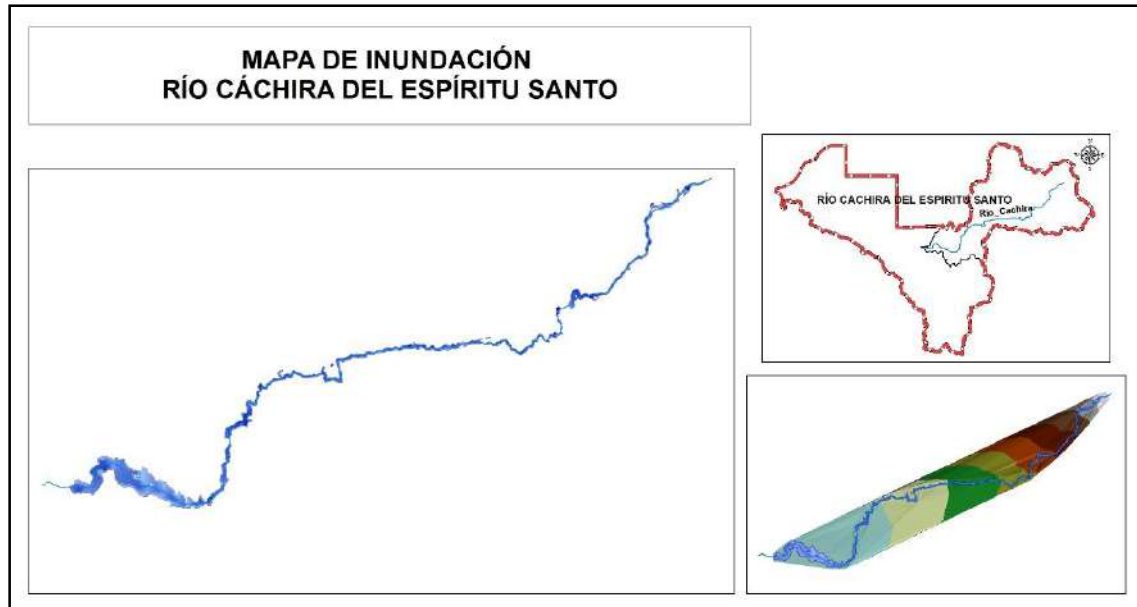 MAPA DE INUNDACIÓN
RÍO CÁCHIRA DEL ESPÍRITU SANTO
RÍO CACHIRA DEL ESPIRITU SANTO
Rio_Cachira